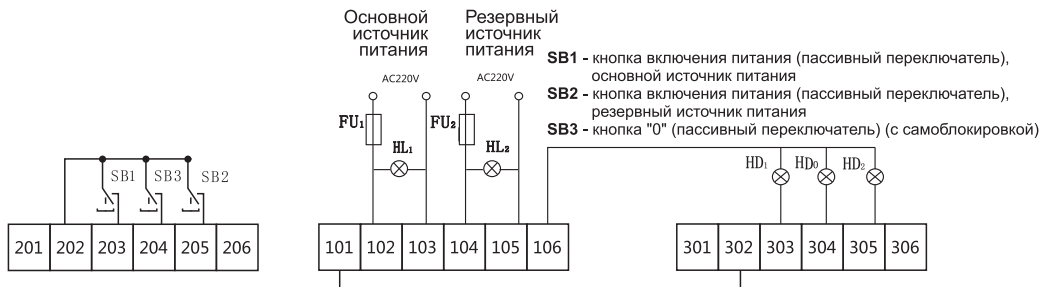 Основной источник питания
Резервный источник питания
AC220V
AC220V
SB1 - кнопка включения питания (пассивный переключатель),
основной источник питания
SB2 - кнопка включения питания (пассивный переключатель),
резервный источник питания
SB3 - кнопка "0" (пассивный переключатель) (с самоблокировкой)
FU1
FU2
HL1
HL2
HD1
HD0
HD2
SB1
SB3
SB2
201 202 203 204 205 206
101 102 103 104 105 106
301 302 303 304 305 306